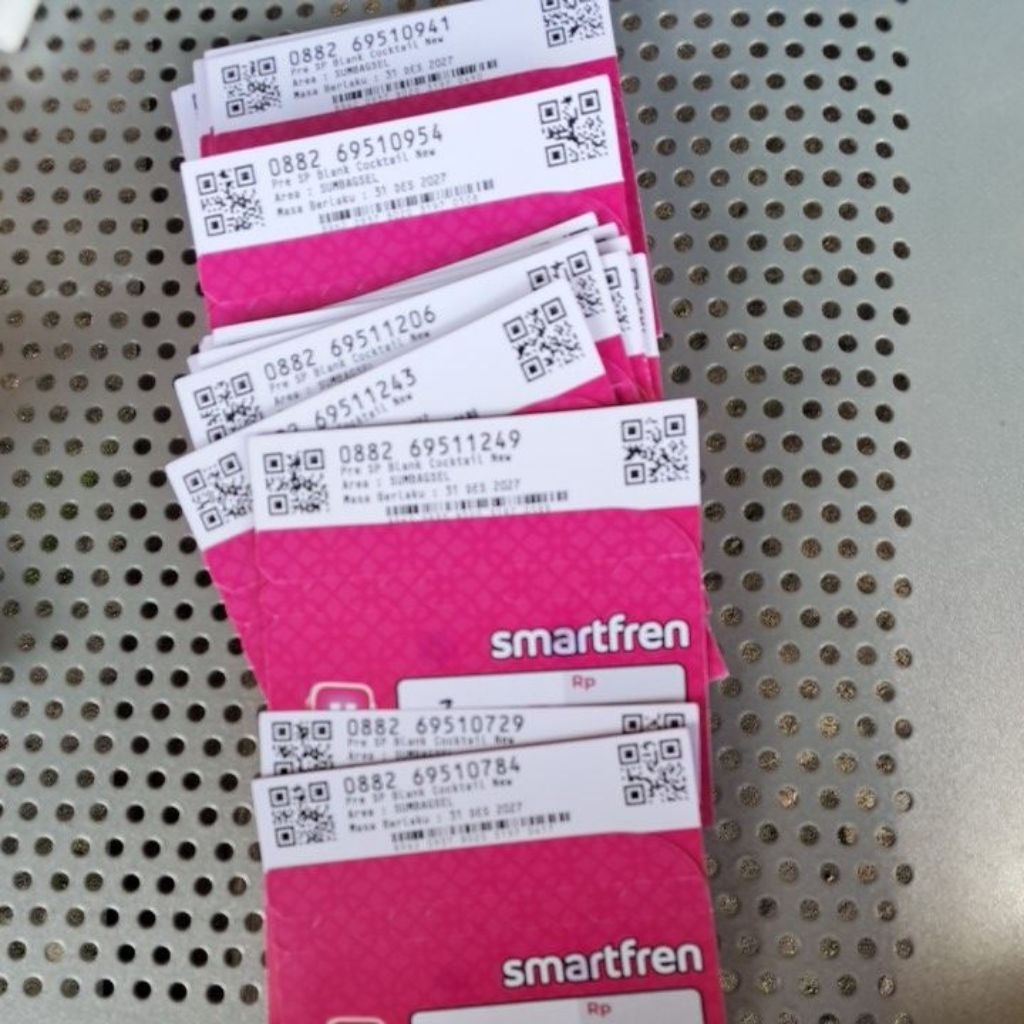 0882 69510941
Pre SP Blank Cocktail New
Area : SUMBAGSEL
Masa Berlaku : 31 DES 2027
0882 69510954
Pre SP Blank Cocktail New
Area : SUMBAGSEL
Masa Berlaku : 31 DES 2027
0882 69511206
Pre SP Blank Cocktail New
69511243
Cocktail New
0882 69511249
Pre SP Blank Cocktail New
Area : SUMBAGSEL
Masa Berlaku : 31 DES 2027
smartfren
Rp
0882 69510729
Pre SP Blank Cocktail New
0882 69510784
Pre SP Blank Cocktail New
Area : SUMBAGSEL
Masa Berlaku : 31 DES 2027
smartfren
Rp